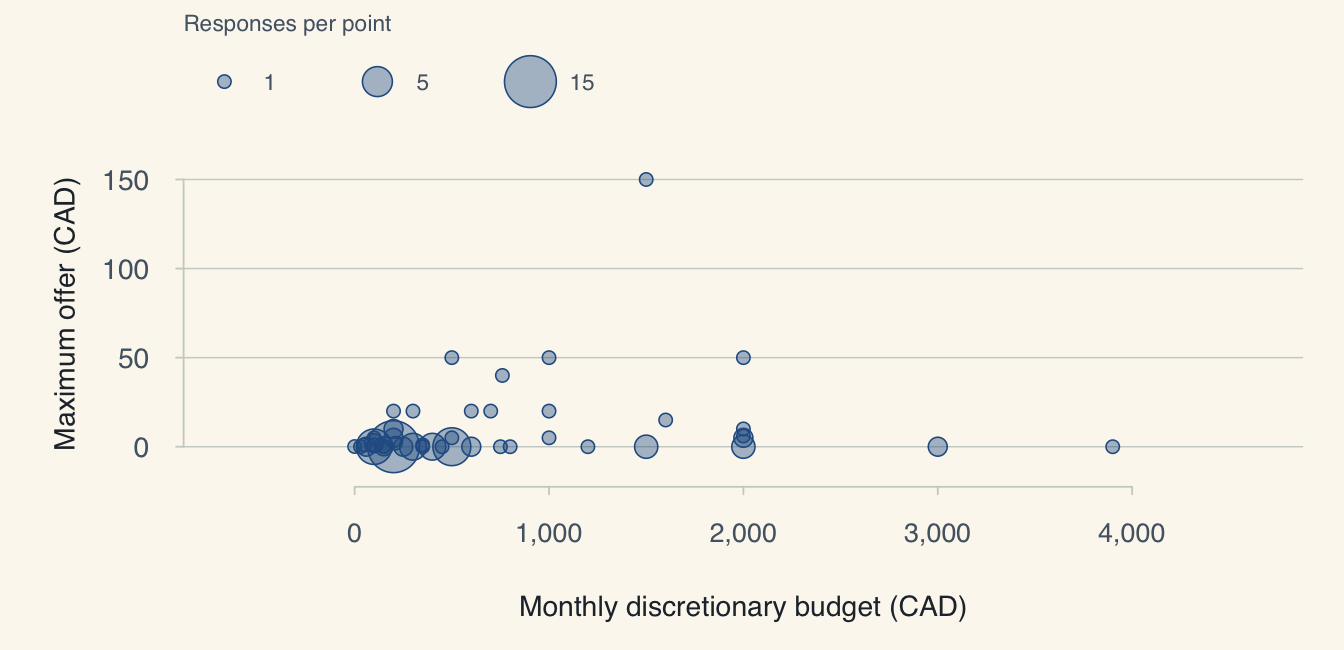 Responses per point
1 5 15
Maximum offer (CAD)
150
100
50
0
0 1,000 2,000 3,000 4,000
Monthly discretionary budget (CAD)